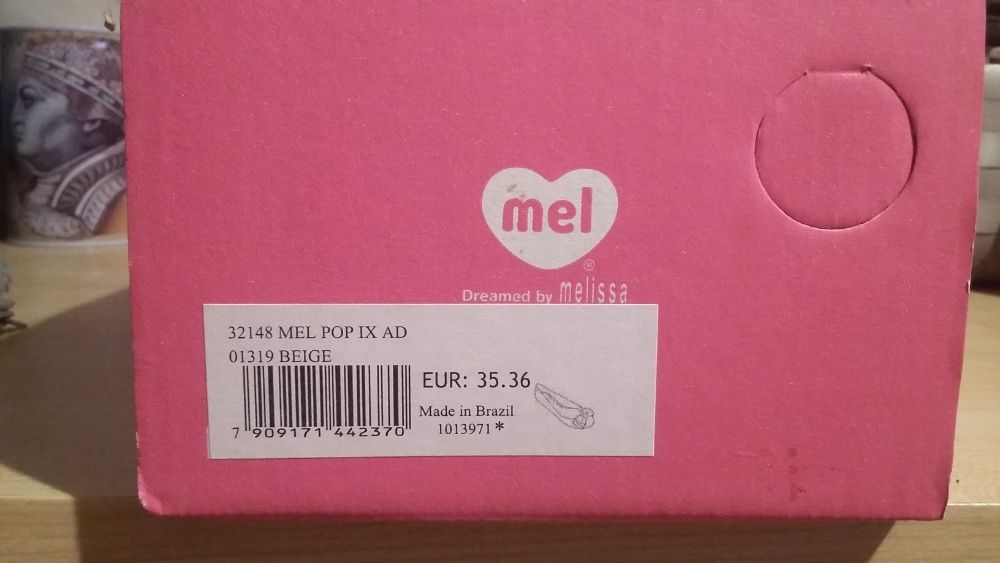 mel
®
Dreamed by melissa
32148 MEL POP IX AD
01319 BEIGE
EUR: 35.36
Made in Brazil
1013971*
7 909171 442370